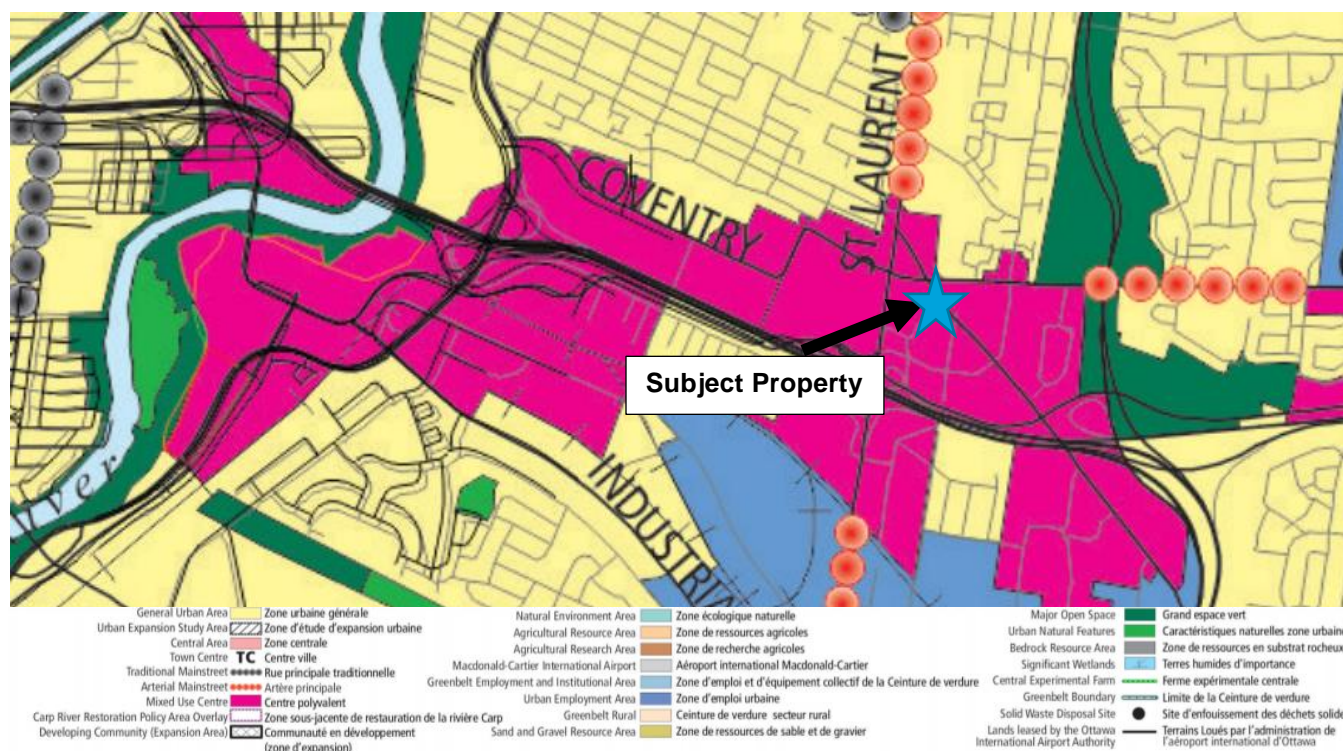 COVENTRY
ST LAURENT
Subject Property
INDUSTRIA
General Urban Area Zone urbaine générale
Urban Expansion Study Area Zone d'étude d'expansion urbaine
Central Area Zone centrale
Town Centre TC Centre ville
Traditional Mainstreet Rue principale traditionnelle
Arterial Mainstreet Artère principale
Mixed Use Centre Centre polyvalent
Carp River Restoration Policy Area Overlay Zone sous-jacente de restauration de la rivière Carp
Developing Community (Expansion Area) Communauté en développement
(zone d'expansion)
Natural Environment Area Zone écologique naturelle
Agricultural Resource Area Zone de ressources agricoles
Agricultural Research Area Zone de recherche agricoles
Macdonald-Cartier International Airport Aéroport international Macdonald-Cartier
Greenbelt Employment and Institutional Area Zone d'emploi et d'équipement collectif de la Ceinture de verdure
Urban Employment Area Zone d'emploi urbaine
Greenbelt Rural Ceinture de verdure secteur rural
Sand and Gravel Resource Area Zone de ressources de sable et de gravier
Major Open Space Grand espace vert
Urban Natural Features Caractéristiques naturelles zone urbain
Bedrock Resource Area Zone de ressources en substrat rocheux
Significant Wetlands Terres humides d'importance
Central Experimental Farm Ferme expérimentale centrale
Greenbelt Boundary Limite de la Ceinture de verdure
Solid Waste Disposal Site Site d'enfouissement des déchets solide
Lands leased by the Ottawa Terrains Loués par l'administration de
International Airport Authority l'aéroport international d'Ottawa